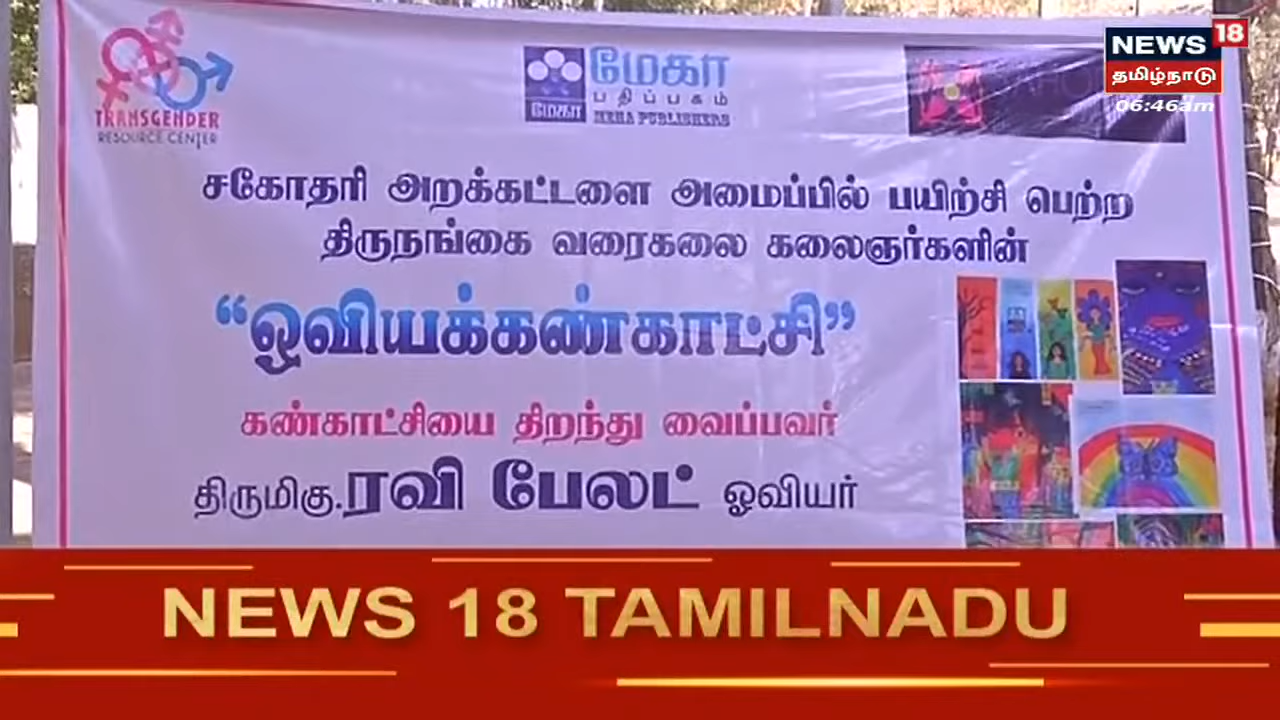 TRANSGENDER
RESOURCE CENTER
மேகா
மேகா
பதிப்பகம்
MEHA PUBLISHERS
NEWS 18
தமிழ்நாடு
06:46am
சகோதரி அறக்கட்டளை அமைப்பில் பயிற்சி பெற்ற
திருநங்கை வரைகலை கலைஞர்களின்
“ஓவியக்கண்காட்சி”
கண்காட்சியை திறந்து வைப்பவர்
திருமிகு.ரவி பேலட் ஓவியர்
NEWS 18 TAMILNADU